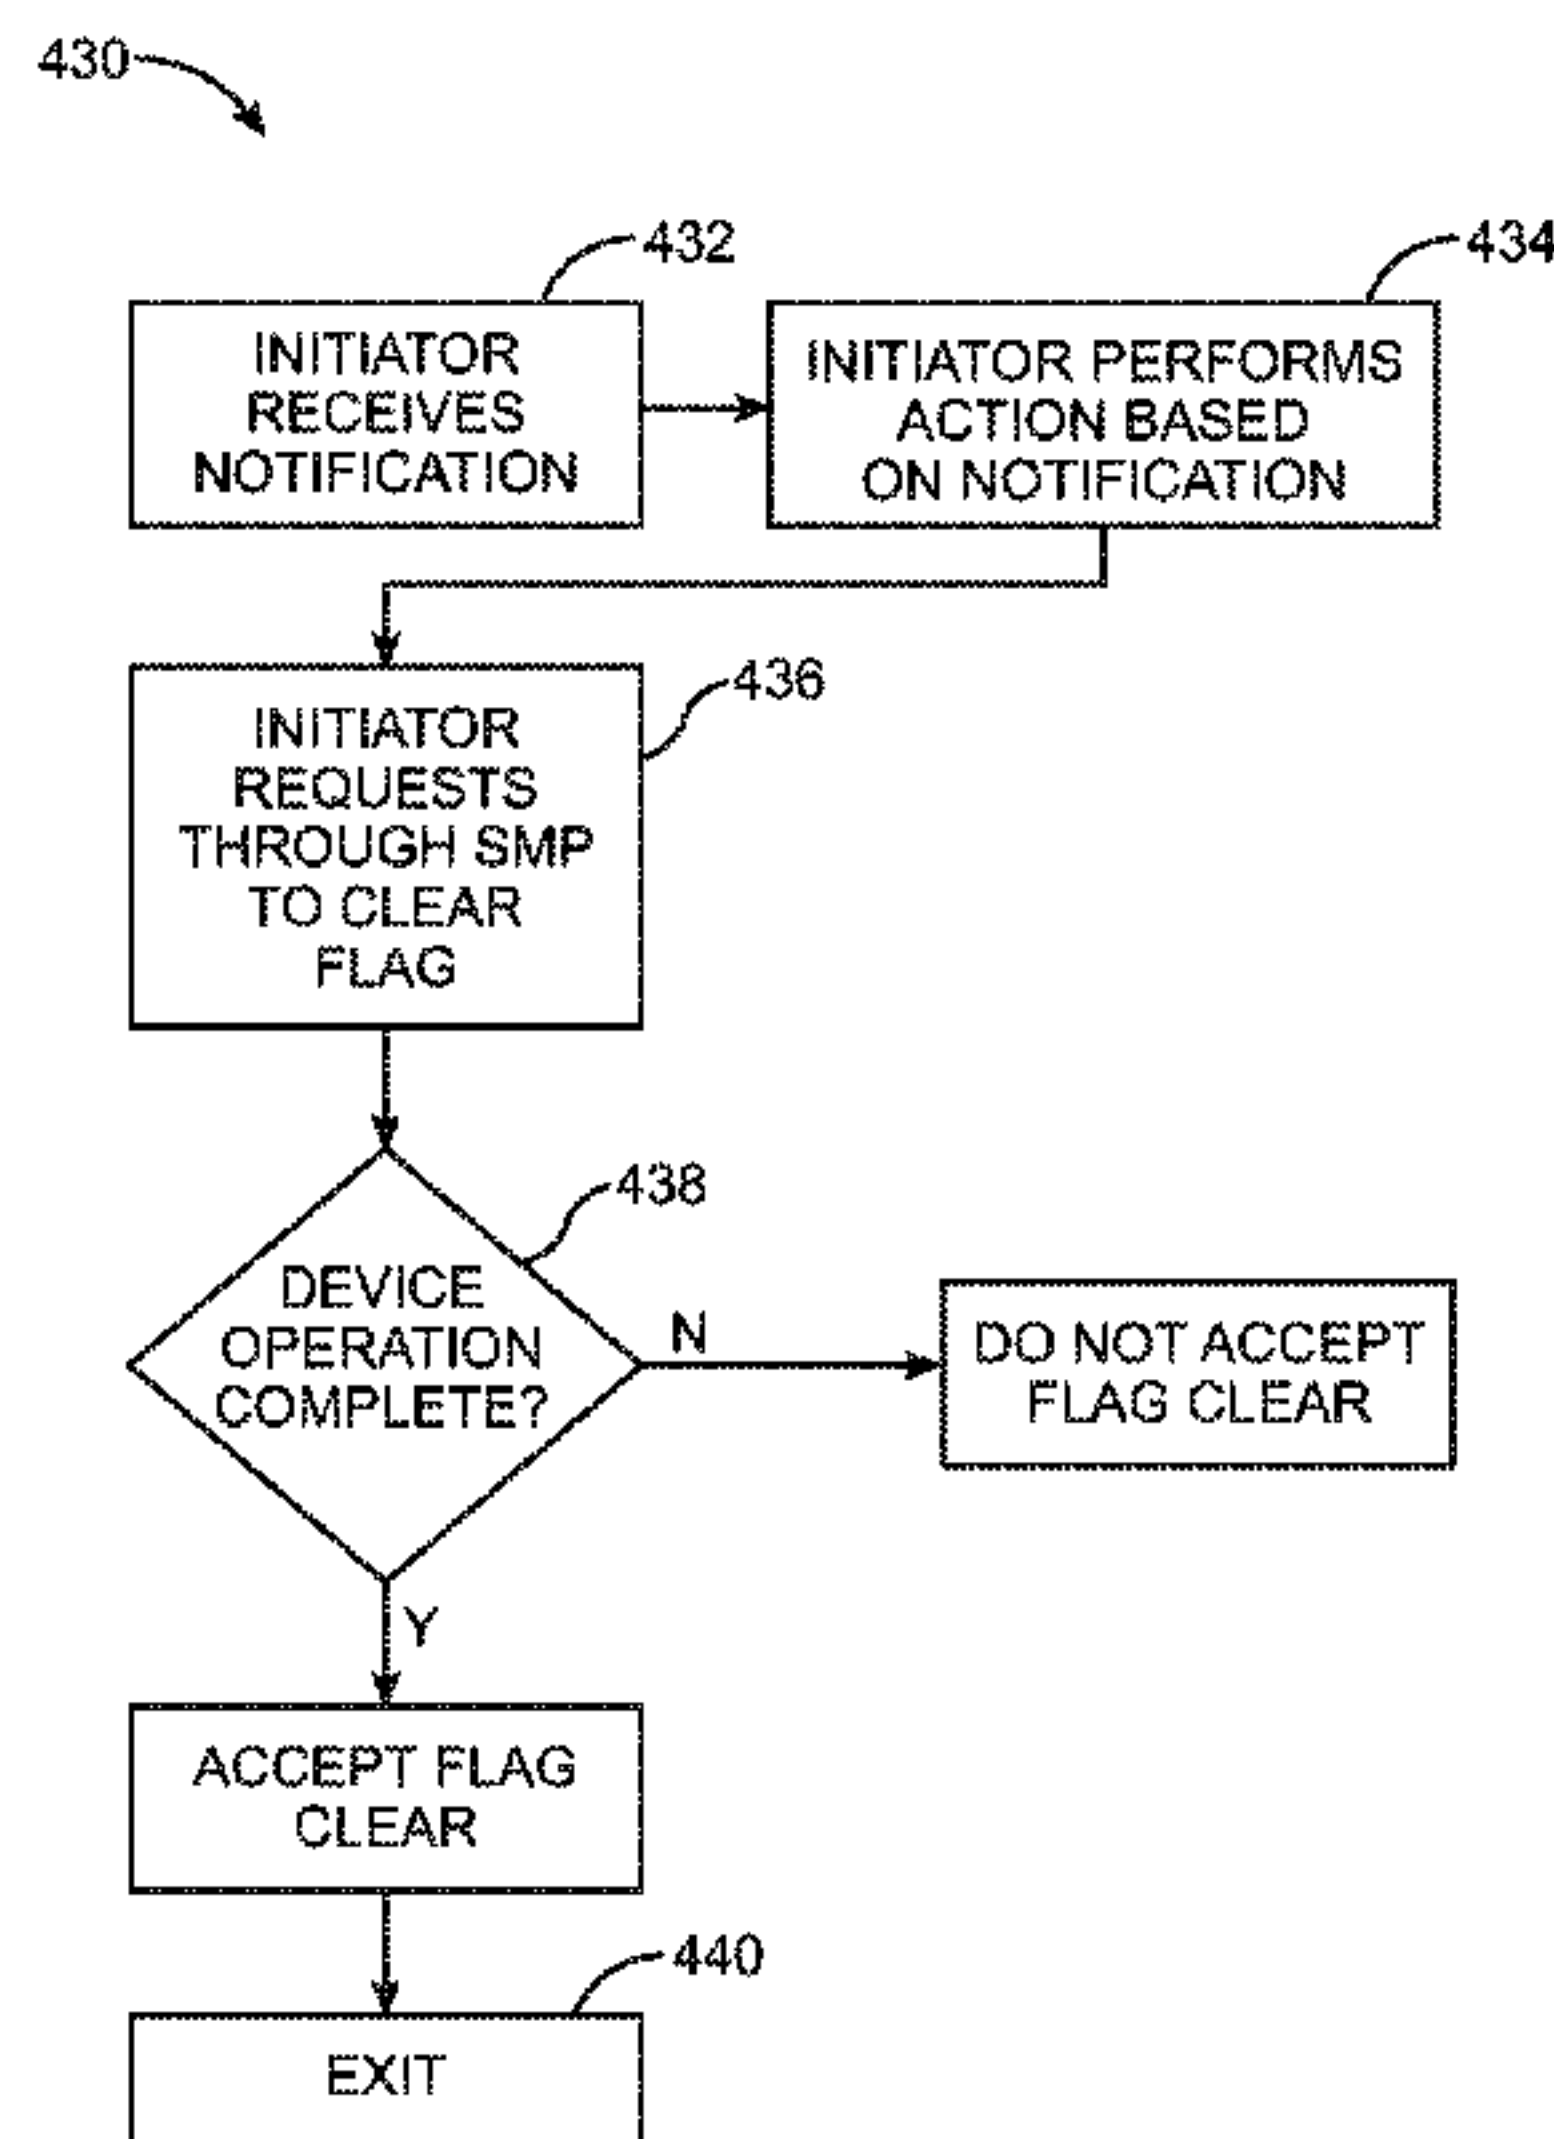 430
432
434
INITIATOR
RECEIVES
NOTIFICATION
INITIATOR PERFORMS
ACTION BASED
ON NOTIFICATION
436
INITIATOR
REQUESTS
THROUGH SMP
TO CLEAR
FLAG
438
DEVICE
OPERATION
COMPLETE?
N
DO NOT ACCEPT
FLAG CLEAR
Y
ACCEPT FLAG
CLEAR
440
EXIT